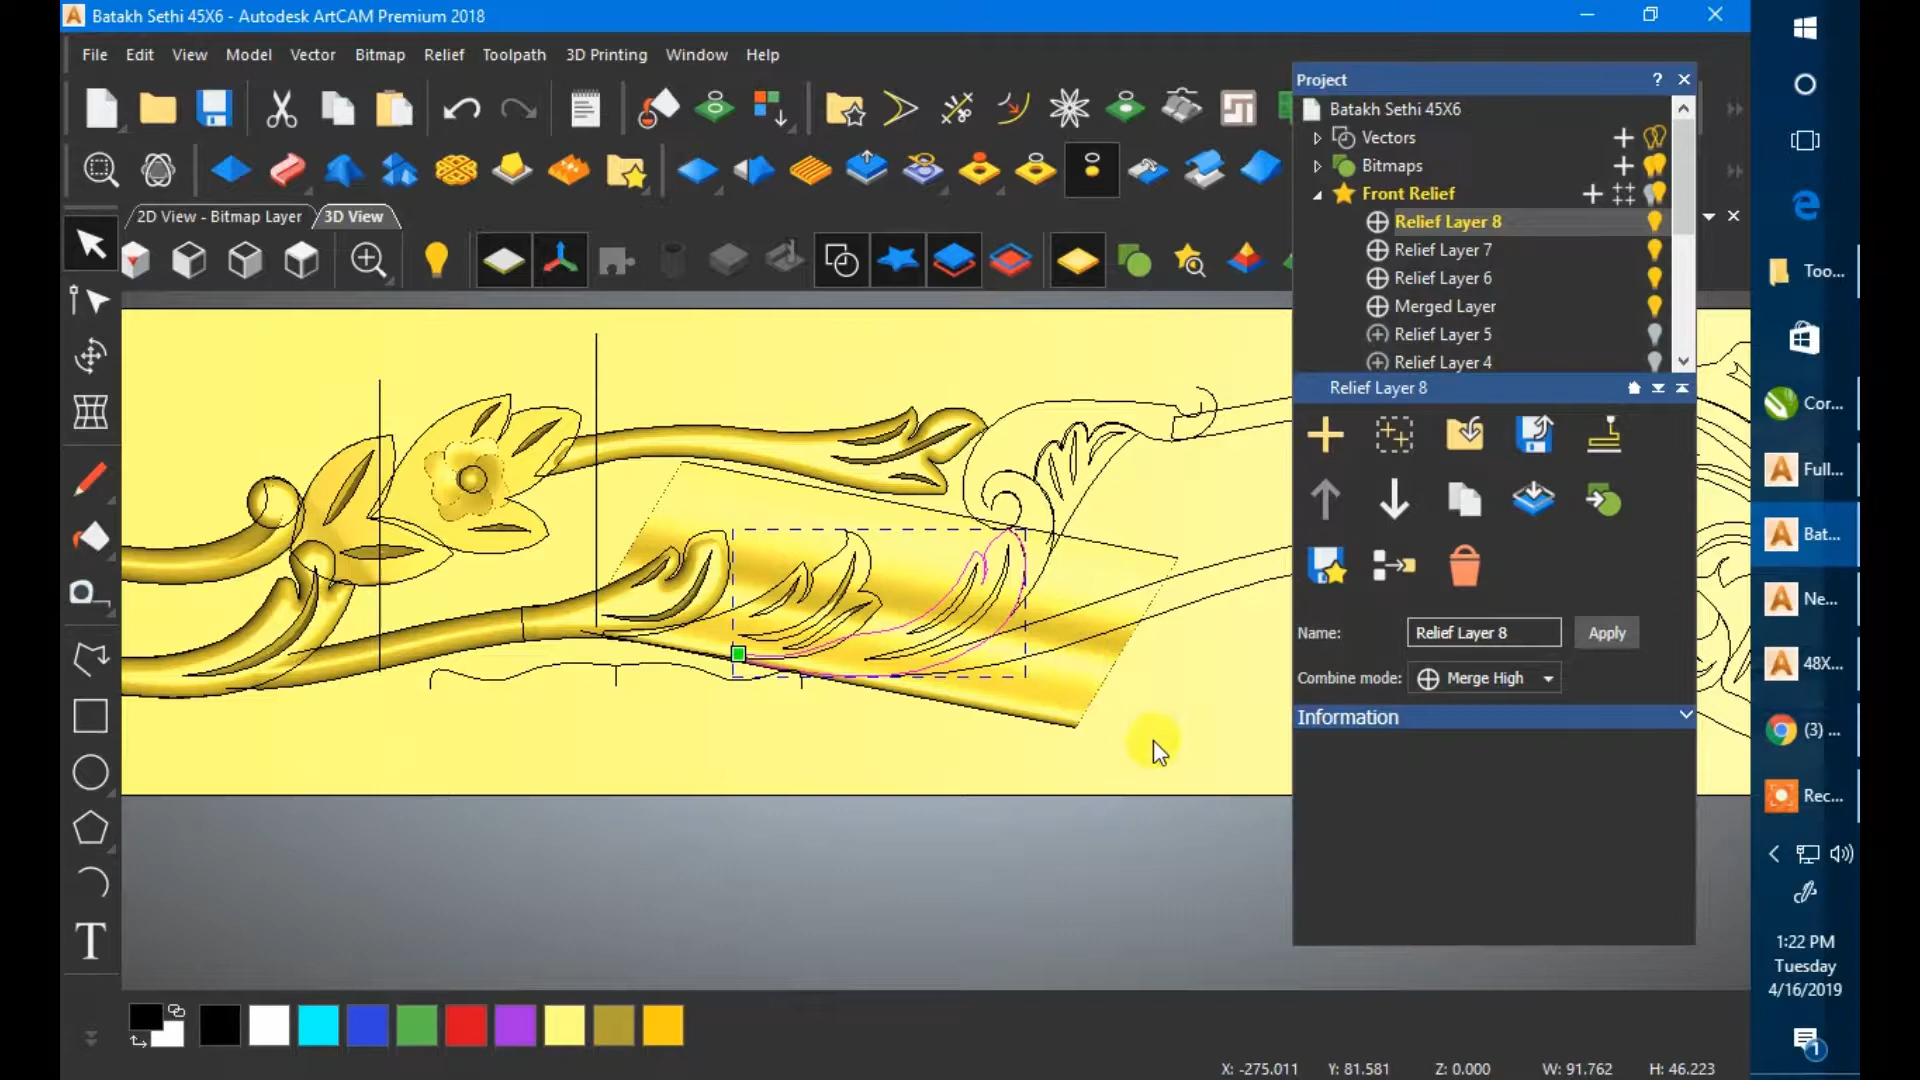 Batakh Sethi 45X6 - Autodesk ArtCAM Premium 2018
File Edit View Model Vector Bitmap Relief Toolpath 3D Printing Window Help
Project
?
Batakh Sethi 45X6
Vectors
Bitmaps
Front Relief
2D View - Bitmap Layer
3D View
Relief Layer 8
Relief Layer 7
Relief Layer 6
Merged Layer
Relief Layer 5
Relief Layer 4
Relief Layer 8
Name: Relief Layer 8 Apply
Combine mode: Merge High
Information
T
X: -275.011 Y: 81.581 Z: 0.000 W: 91.762 H: 46.223
Too...
Cor...
Full...
Bat...
Ne...
48X...
(3) ...
Rec...
1:22 PM
Tuesday
4/16/2019
1